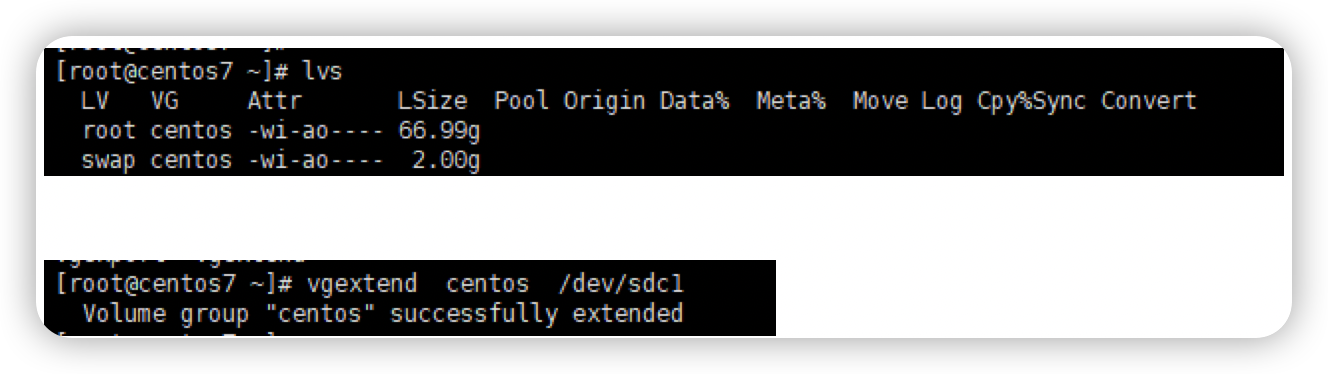 [root@centos7 ~]# lvs
LV   VG     Attr       LSize  Pool Origin Data%  Meta%  Move Log Cpy%Sync Convert
root centos -wi-ao---- 66.99g
swap centos -wi-ao----  2.00g
[root@centos7 ~]# vgextend  centos  /dev/sdc1
Volume group "centos" successfully extended